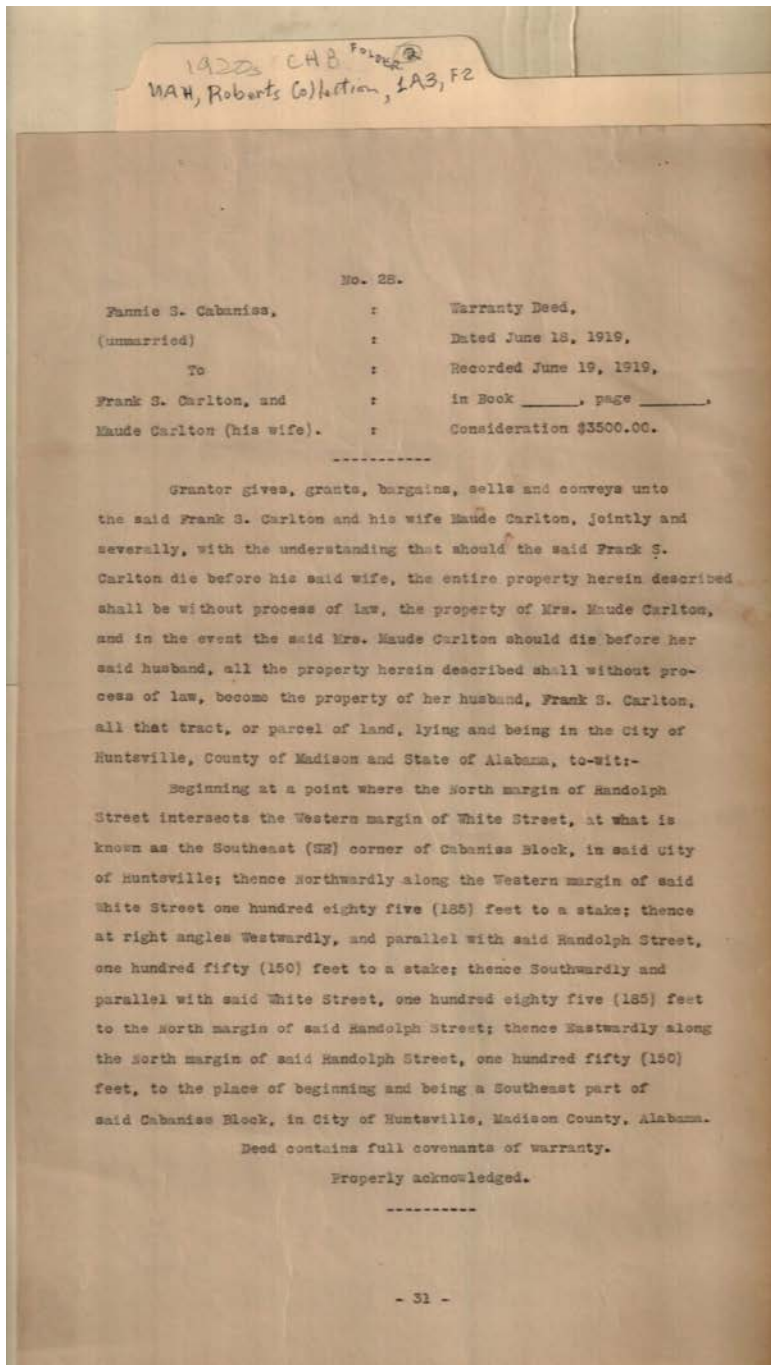 1920s CHB FOLDER 2
UAH, Roberts Collection, 1A3, F2
No. 28.
Fannie S. Cabaniss, : Warranty Deed,
(unmarried) : Dated June 18, 1919,
To : Recorded June 19, 1919,
Frank S. Carlton, and : in Book ______, page _______,
Maude Carlton (his wife). : Consideration $3500.00.
-----------
Grantor gives, grants, bargains, sells and conveys unto
the said Frank S. Carlton and his wife Maude Carlton, jointly and
severally, with the understanding that should the said Frank S.
Carlton die before his said wife, the entire property herein described
shall be without process of law, the property of Mrs. Maude Carlton,
and in the event the said Mrs. Maude Carlton should die before her
said husband, all the property herein described shall without pro-
cess of law, become the property of her husband, Frank S. Carlton,
all that tract, or parcel of land, lying and being in the City of
Huntsville, County of Madison and State of Alabama, to-wit:-
Beginning at a point where the North margin of Randolph
Street intersects the Western margin of White Street, at what is
known as the Southeast (SE) corner of Cabaniss Block, in said City
of Huntsville; thence Northwardly along the Western margin of said
White Street one hundred eighty five (185) feet to a stake; thence
at right angles Westwardly, and parallel with said Randolph Street,
one hundred fifty (150) feet to a stake; thence Southwardly and
parallel with said White Street, one hundred eighty five (185) feet
to the North margin of said Randolph Street; thence Eastwardly along
the North margin of said Randolph Street, one hundred fifty (150)
feet, to the place of beginning and being a Southeast part of
said Cabaniss Block, in City of Huntsville, Madison County, Alabama.
Deed contains full covenants of warranty.
Properly acknowledged.
----------
- 31 -